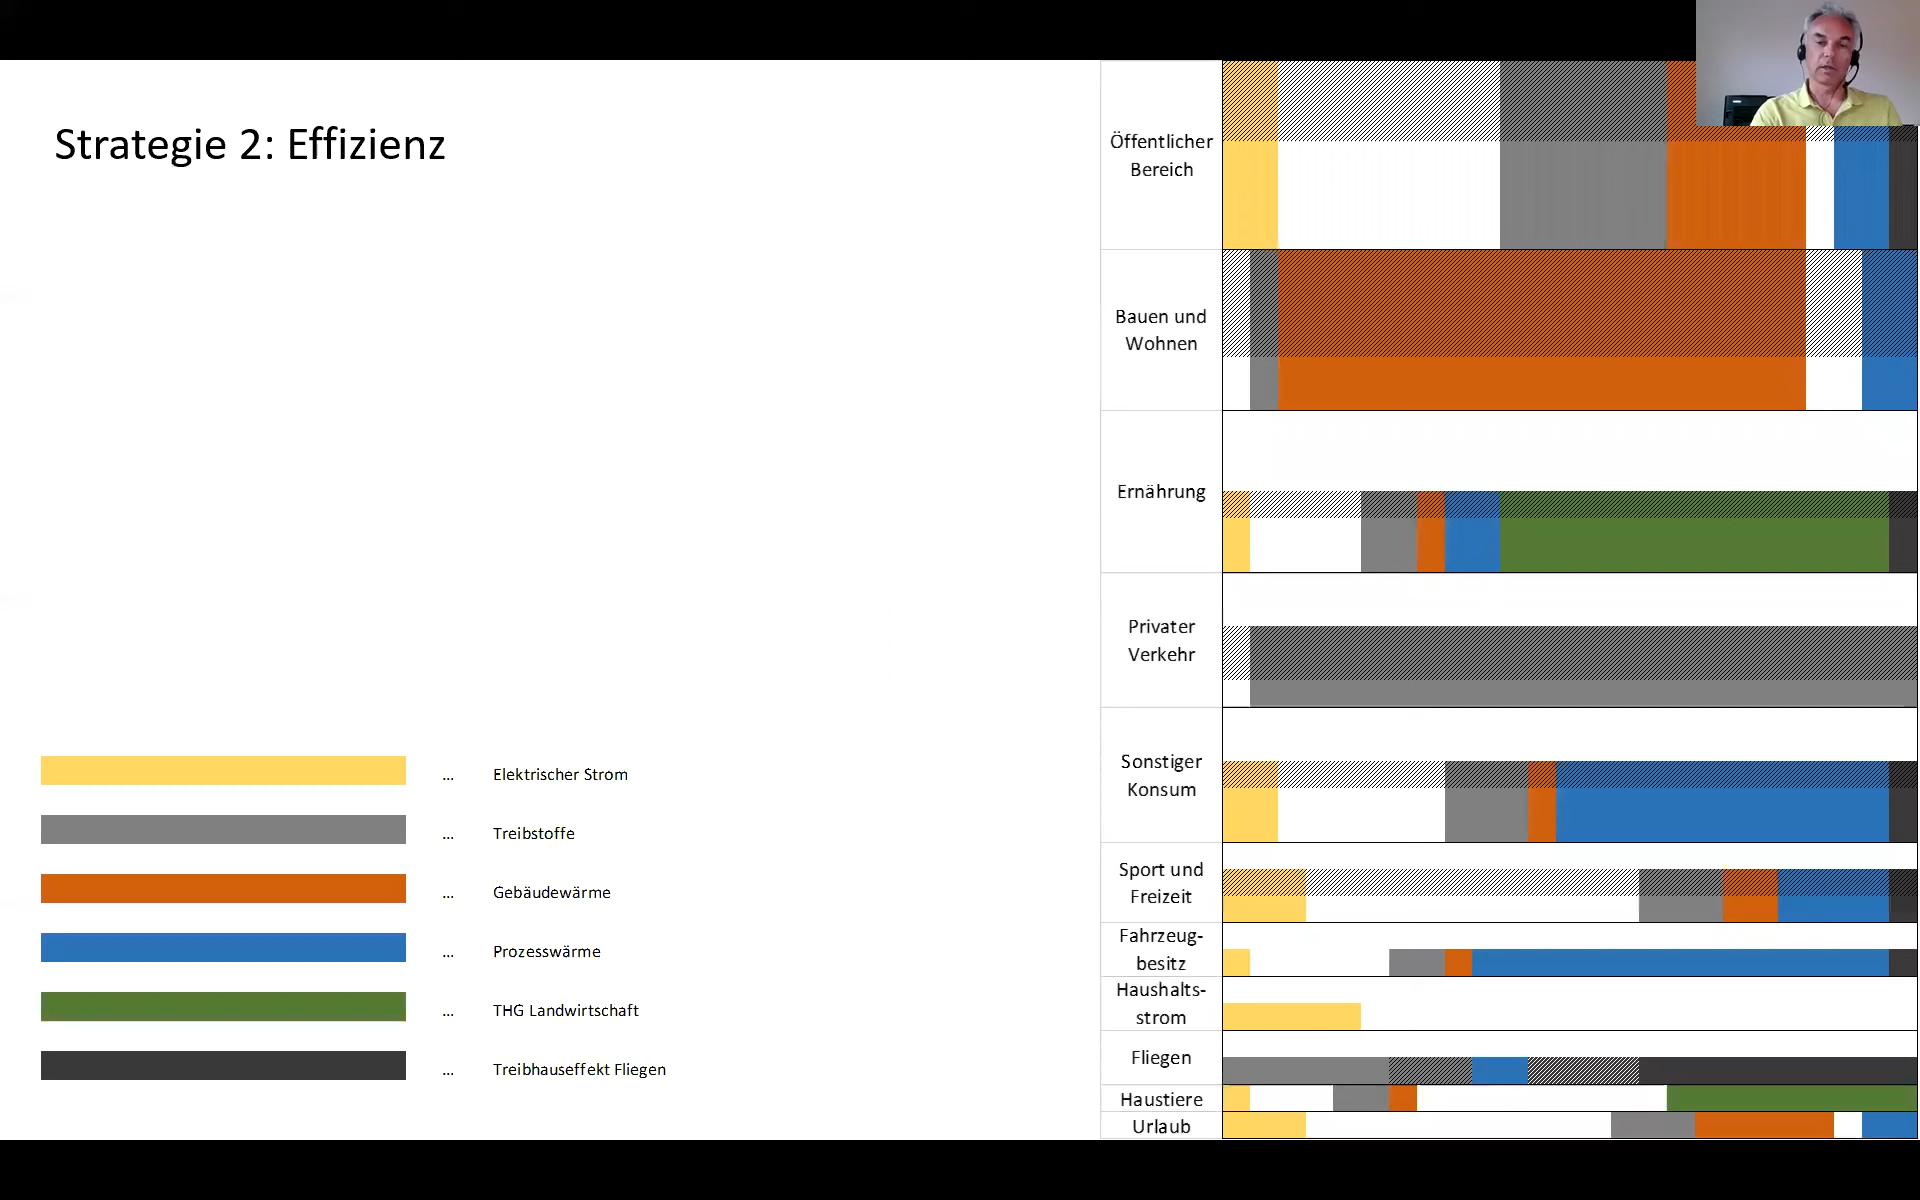 Strategie 2: Effizienz
Öffentlicher
Bereich
Bauen und
Wohnen
Ernährung
Privater
Verkehr
Sonstiger
Konsum
Sport und
Freizeit
Fahrzeug-
besitz
Haushalts-
strom
Fliegen
Haustiere
Urlaub
... Elektrischer Strom
... Treibstoffe
... Gebäudewärme
... Prozesswärme
... THG Landwirtschaft
... Treibhauseffekt Fliegen